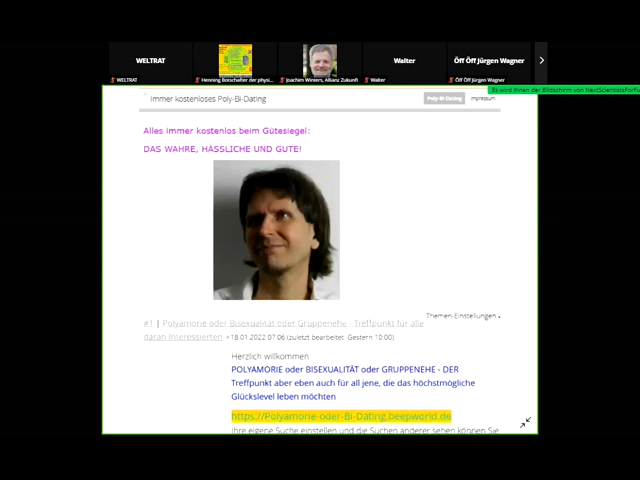 WELTRAT
Walter
Öff Öff Jürgen Wagner
WELTRAT
Henning Botschafter der physi...
Joachim Winters, Allianz Zukunft
Walter
Öff Öff Jürgen Wagner
Es wird Ihnen der Bildschirm von NextScientistsForFu
immer kostenloses Poly-Bi-Dating
Poly-Bi-Dating
Impressum
Alles immer kostenlos beim Gütesiegel:
DAS WAHRE, HÄSSLICHE UND GUTE!
Themen-Einstellungen
#1 | Polyamorie oder Bisexualität oder Gruppenehe - Treffpunkt für alle
daran Interessierten
18.01.2022 07:06 (zuletzt bearbeitet: Gestern 10:00)
Herzlich willkommen
POLYAMORIE oder BISEXUALITÄT oder GRUPPENEHE - DER
Treffpunkt aber eben auch für all jene, die das höchstmögliche
Glückslevel leben möchten
https://Polyamorie-oder-Bi-Dating.beepworld.de
Ihre eigene Suche einstellen und die Suchen anderer sehen können Sie